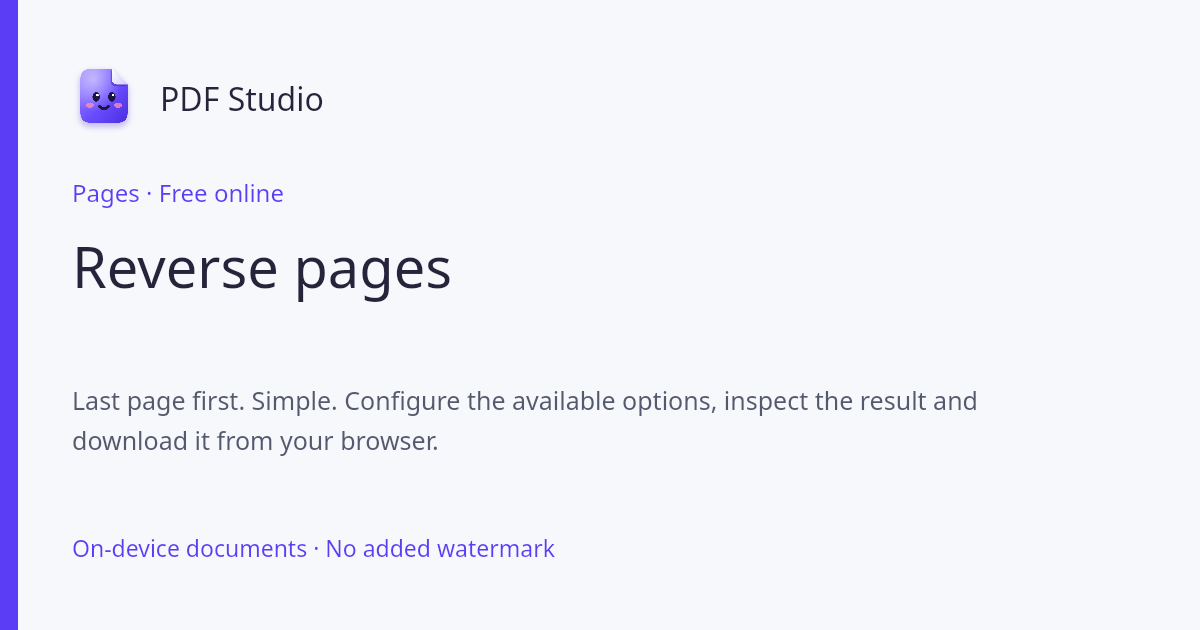 PDF Studio
Pages · Free online
Reverse pages
Last page first. Simple. Configure the available options, inspect the result and
download it from your browser.
On-device documents · No added watermark